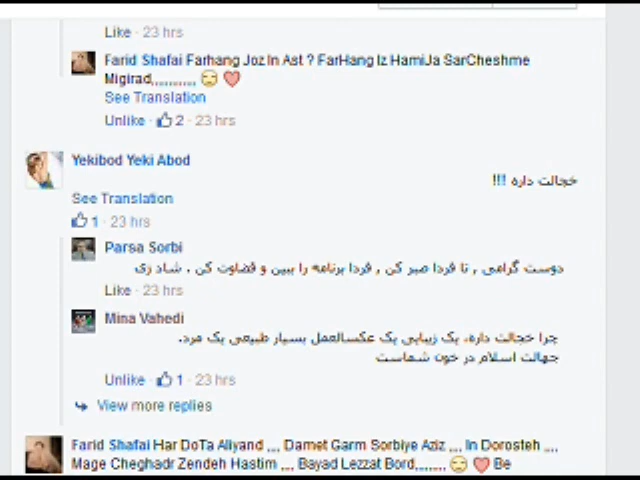 Like · 23 hrs
Farid Shafai Farhang Joz In Ast ? FarHang Iz HamiJa SarCheshme
Migirad,,,,,,,,,,, 😔 ❤
See Translation
Unlike · 2 · 23 hrs
Yekibod Yeki Abod
خجالت داره !!!
See Translation
1 · 23 hrs
Parsa Sorbi
دوست گرامی , تا فردا صبر کن , فردا برنامه را ببین و قضاوت کن . شاد زی
Like · 23 hrs
Mina Vahedi
چرا خجالت داره، یک زیبایی یک عکسالعمل بسیار طبیعی یک مرد.
جهالت اسلام در خون شماست
Unlike · 1 · 23 hrs
View more replies
Farid Shafai Har DoTa Aliyand ,,,, Damet Garm Sorbiye Aziz ,,,, In Dorosteh ,,,,
Mage Cheghadr Zendeh Hastim ,,,, Bayad Lezzat Bord,,,,,,,, 😔 ❤ Be